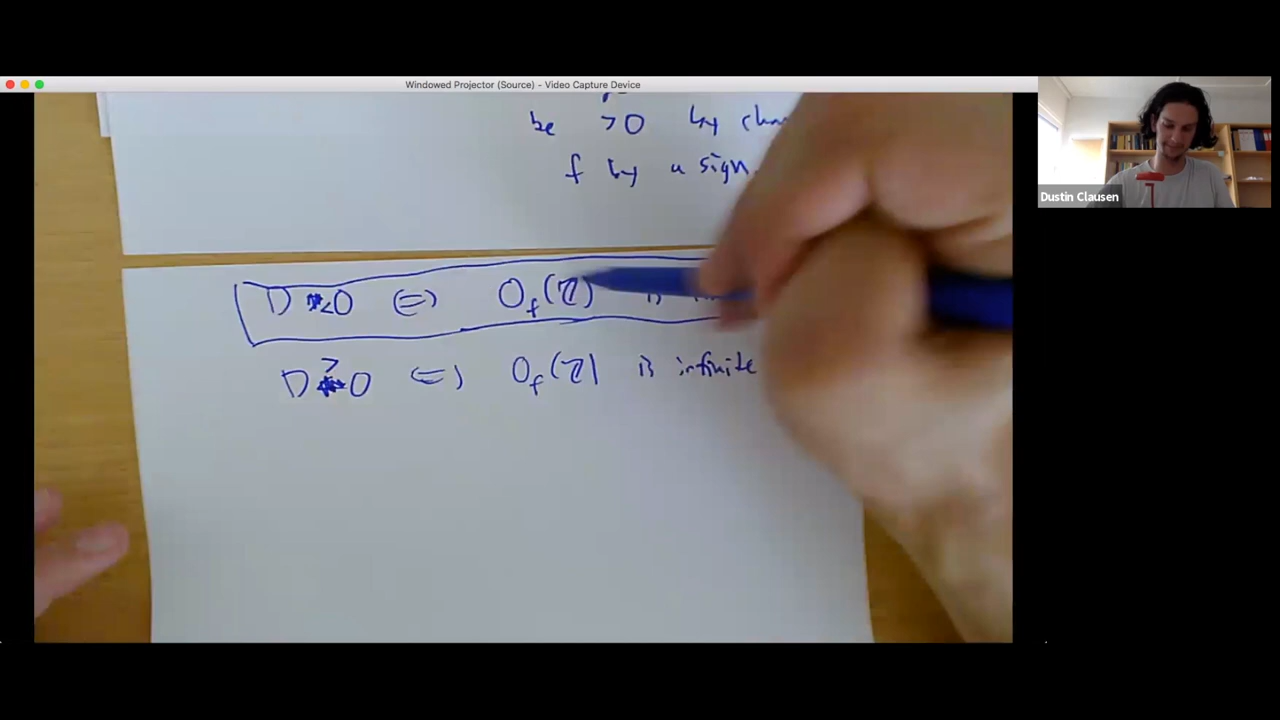 Windowed Projector (Source) - Video Capture Device
be >0 by
f by a sign.
D <0 ⇔ O_f(ℤ) is
D >0 ⇔ O_f(ℤ) is infinite
Dustin Clausen